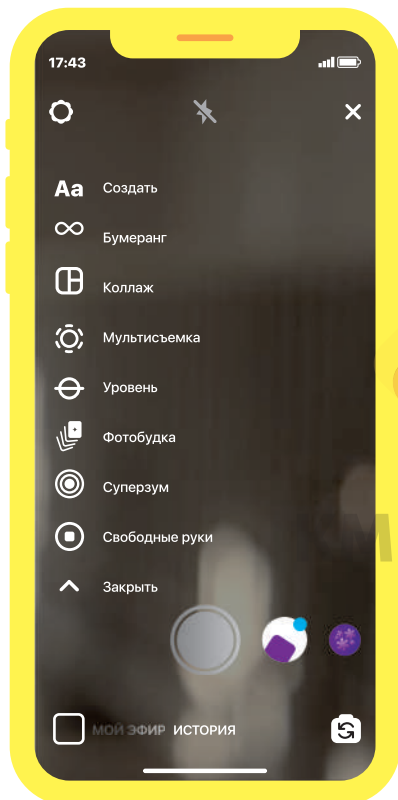 17:43
Aa Создать
Бумеранг
Коллаж
Мультисъемка
Уровень
Фотобудка
Суперзум
Свободные руки
Закрыть
МОЙ ЭФИР ИСТОРИЯ